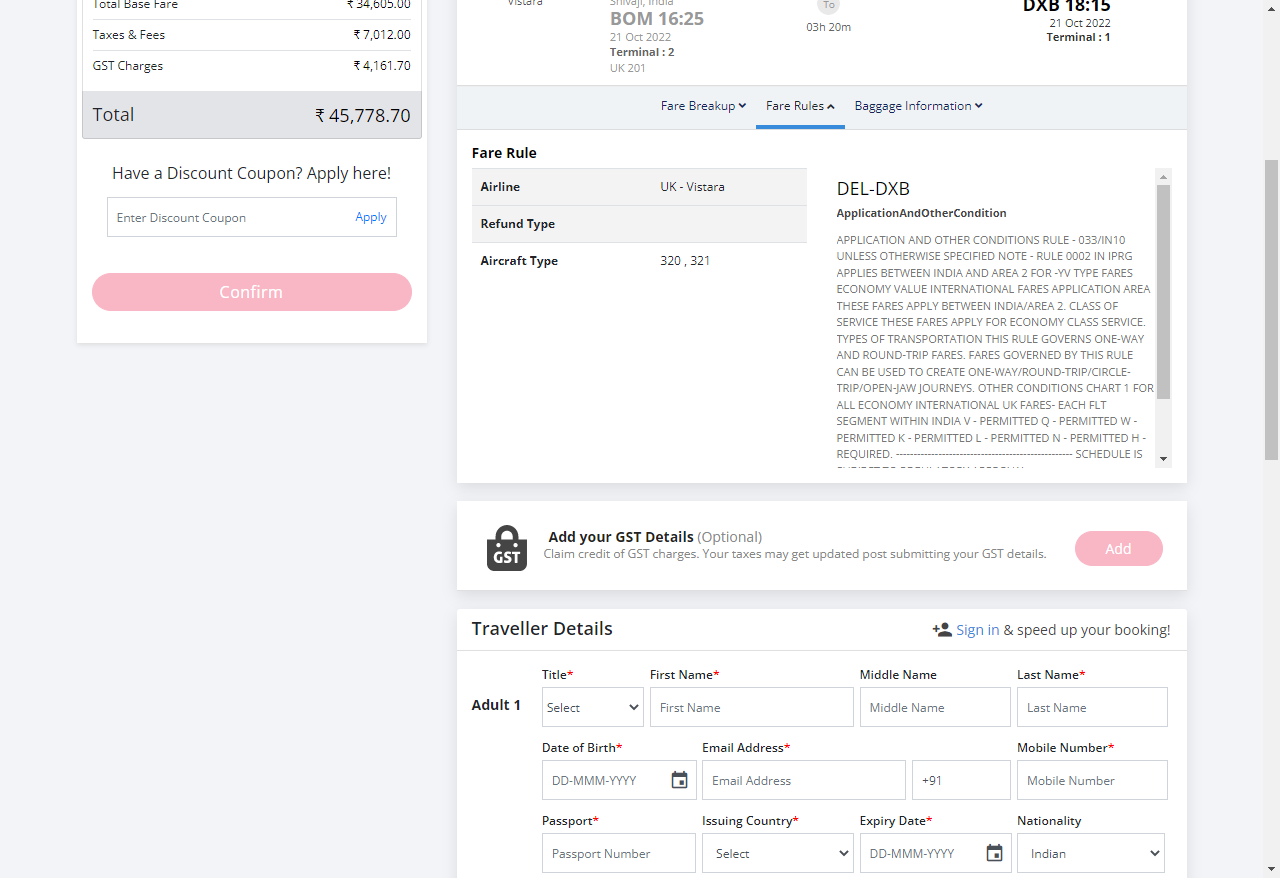 Total Base Fare ₹ 34,605.00
Taxes & Fees ₹ 7,012.00
GST Charges ₹ 4,161.70
Total ₹ 45,778.70
Have a Discount Coupon? Apply here!
Enter Discount Coupon Apply
Confirm
Vistara
Shivaji, India
BOM 16:25
21 Oct 2022
Terminal : 2
UK 201
To
03h 20m
DXB 18:15
21 Oct 2022
Terminal : 1
Fare Breakup Fare Rules Baggage Information
Fare Rule
Airline UK - Vistara
Refund Type
Aircraft Type 320 , 321
DEL-DXB
ApplicationAndOtherCondition
APPLICATION AND OTHER CONDITIONS RULE - 033/IN10
UNLESS OTHERWISE SPECIFIED NOTE - RULE 0002 IN IPRG
APPLIES BETWEEN INDIA AND AREA 2 FOR -YV TYPE FARES
ECONOMY VALUE INTERNATIONAL FARES APPLICATION AREA
THESE FARES APPLY BETWEEN INDIA/AREA 2. CLASS OF
SERVICE THESE FARES APPLY FOR ECONOMY CLASS SERVICE.
TYPES OF TRANSPORTATION THIS RULE GOVERNS ONE-WAY
AND ROUND-TRIP FARES. FARES GOVERNED BY THIS RULE
CAN BE USED TO CREATE ONE-WAY/ROUND-TRIP/CIRCLE-
TRIP/OPEN-JAW JOURNEYS. OTHER CONDITIONS CHART 1 FOR
ALL ECONOMY INTERNATIONAL UK FARES- EACH FLT
SEGMENT WITHIN INDIA V - PERMITTED Q - PERMITTED W -
PERMITTED K - PERMITTED L - PERMITTED N - PERMITTED H -
REQUIRED. -------------------------------------------------- SCHEDULE IS
GST
Add your GST Details (Optional)
Claim credit of GST charges. Your taxes may get updated post submitting your GST details.
Add
Traveller Details
Sign in & speed up your booking!
Title* First Name* Middle Name Last Name*
Adult 1 Select First Name Middle Name Last Name
Date of Birth* Email Address* Mobile Number*
DD-MMM-YYYY Email Address +91 Mobile Number
Passport* Issuing Country* Expiry Date* Nationality
Passport Number Select DD-MMM-YYYY Indian